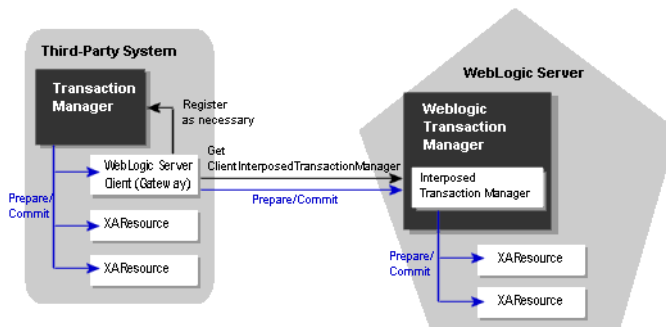 Third-Party System
Transaction
Manager
Register
as necessary
WebLogic Server
Client (Gateway)
Prepare/
Commit
XAResource
XAResource
Get
ClientInterposedTransactionManager
Prepare/Commit
WebLogic Server
Weblogic
Transaction
Manager
Interposed
Transaction Manager
Prepare/
Commit
XAResource
XAResource